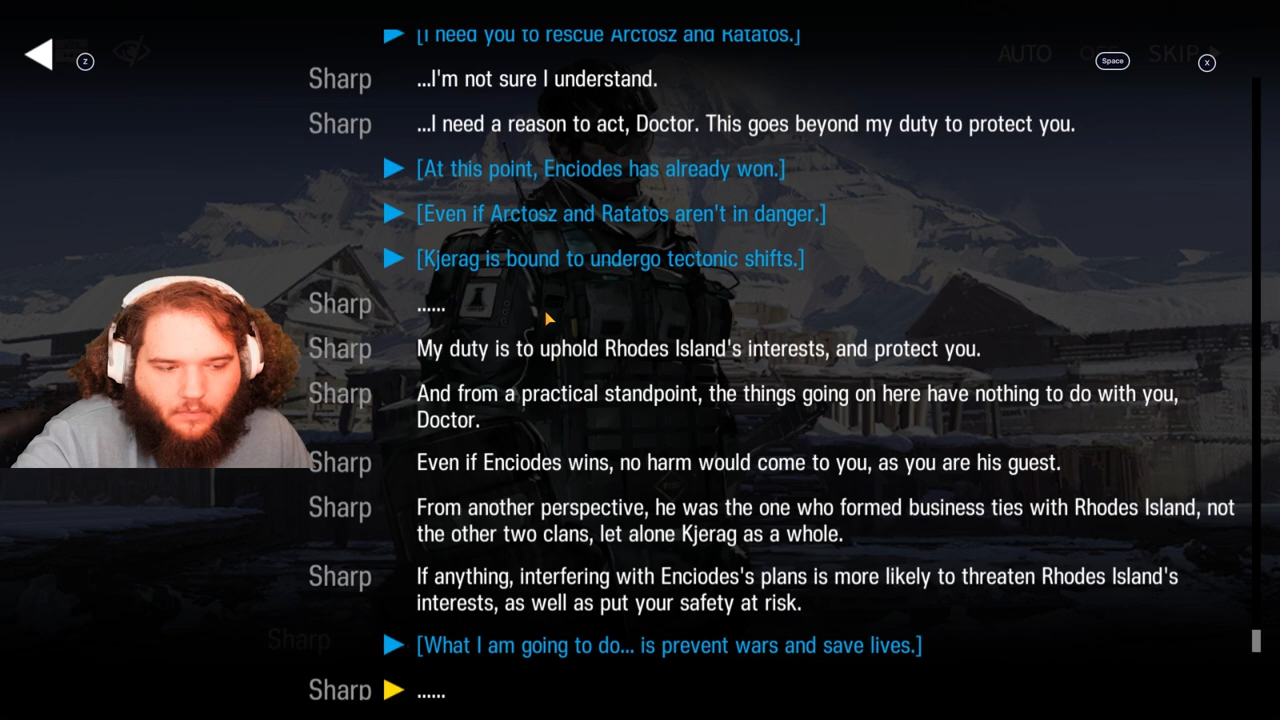 [I need you to rescue Arctosz and Ratatos.]
Z
AUTO
Space
SKIP
X
Sharp ...I'm not sure I understand.
Sharp ...I need a reason to act, Doctor. This goes beyond my duty to protect you.
[At this point, Enciodes has already won.]
[Even if Arctosz and Ratatos aren't in danger.]
[Kjerag is bound to undergo tectonic shifts.]
Sharp ......
Sharp My duty is to uphold Rhodes Island's interests, and protect you.
Sharp And from a practical standpoint, the things going on here have nothing to do with you,
Doctor.
Sharp Even if Enciodes wins, no harm would come to you, as you are his guest.
Sharp From another perspective, he was the one who formed business ties with Rhodes Island, not
the other two clans, let alone Kjerag as a whole.
Sharp If anything, interfering with Enciodes's plans is more likely to threaten Rhodes Island's
interests, as well as put your safety at risk.
Sharp
[What I am going to do... is prevent wars and save lives.]
Sharp ......